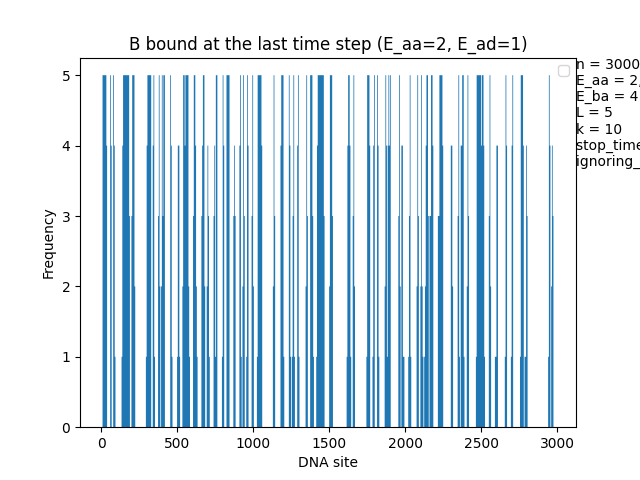 B bound at the last time step (E_aa=2, E_ad=1)
n = 3000
E_aa = 2,
E_ba = 4
L = 5
k = 10
stop_time
ignoring_
5
4
3
2
1
0
Frequency
0 500 1000 1500 2000 2500 3000
DNA site